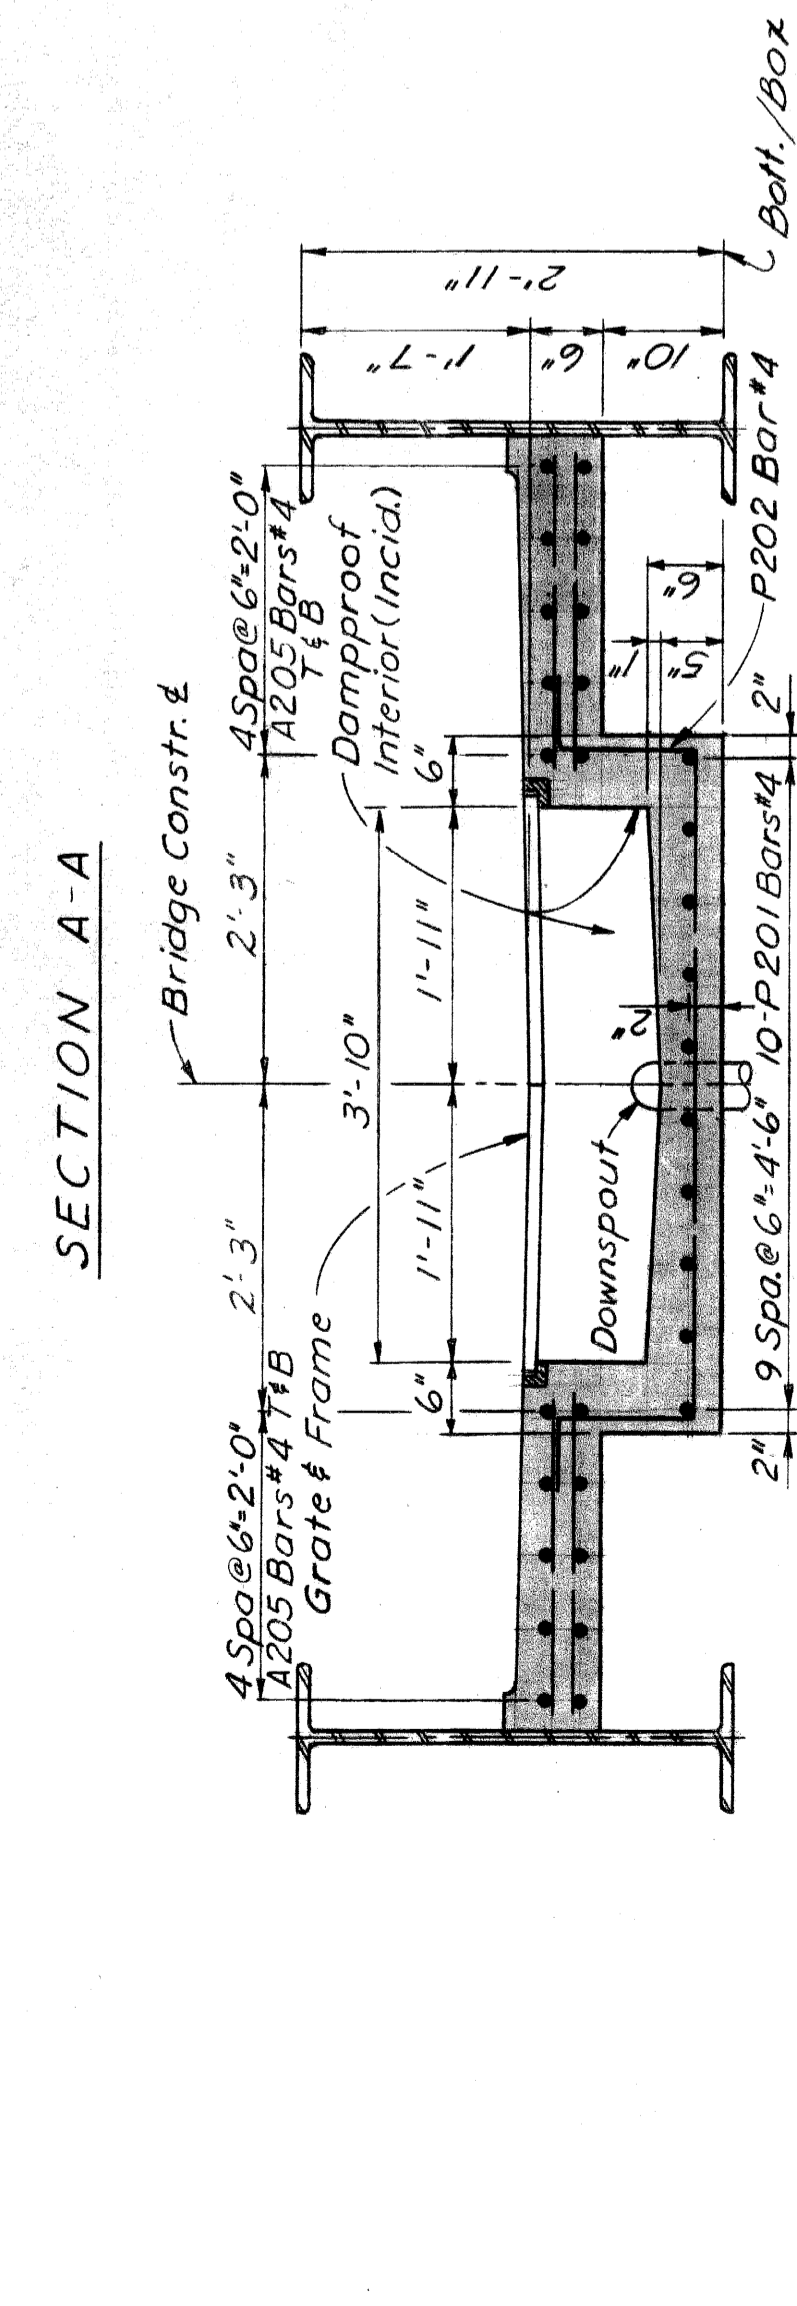 SECTION A-A
Bridge Constr. ℄
4 Spa@6"=2'-0"
2'-3"
2'-3"
4 Spa@6"=2'-0"
A205 Bars #4 T&B
A205 Bars #4
T & B
Grate & Frame
Dampproof
Interior (Incid.)
3'-10"
6"
1'-11"
1'-11"
6"
2'-11"
1'-7"
6"
10"
Downspout
2"
1"
5"
6"
P202 Bar #4
2"
9 Spa.@6"=4'-6"
10-P201 Bars #4
2"
Bott./Box